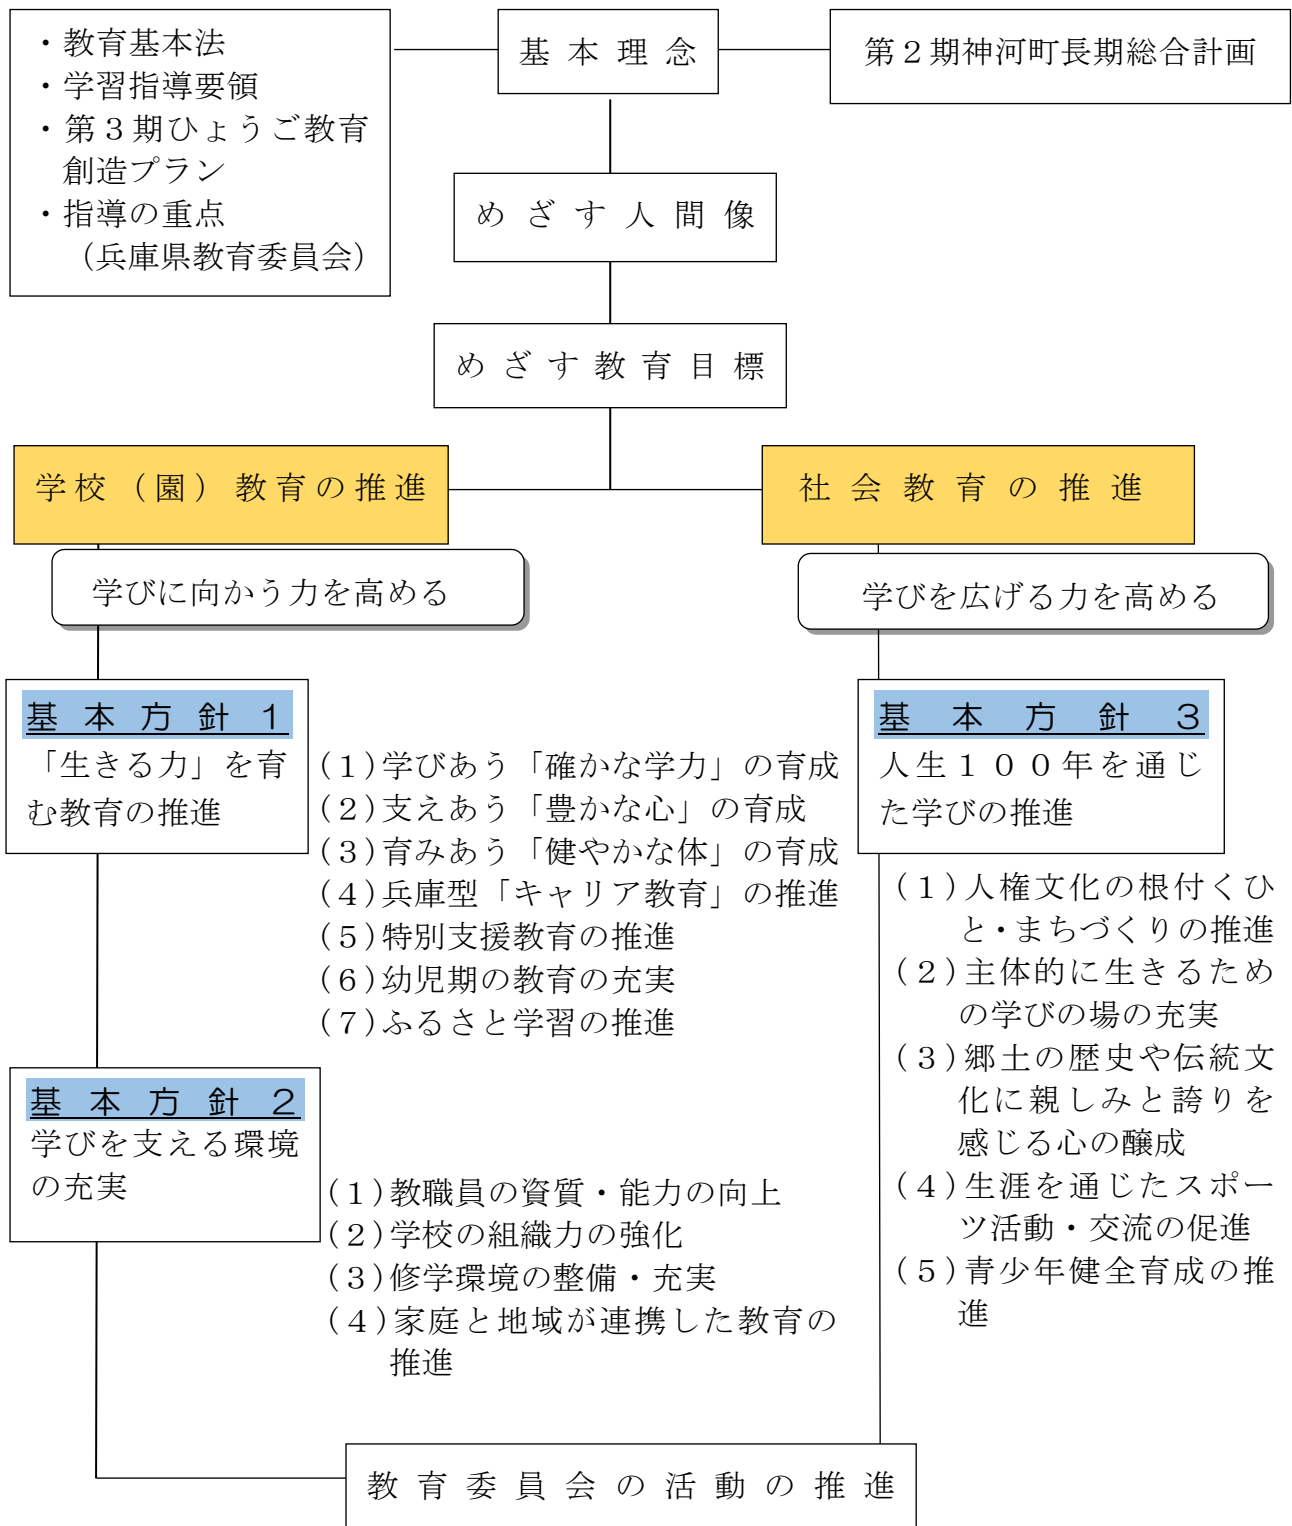 ・教育基本法
・学習指導要領
・第３期ひょうご教育
創造プラン
・指導の重点
（兵庫県教育委員会）
基本理念
第２期神河町長期総合計画
めざす人間像
めざす教育目標
学校（園）教育の推進
社会教育の推進
学びに向かう力を高める
学びを広げる力を高める
基本方針１
「生きる力」を育
む教育の推進
(１)学びあう「確かな学力」の育成
(２)支えあう「豊かな心」の育成
(３)育みあう「健やかな体」の育成
(４)兵庫型「キャリア教育」の推進
(５)特別支援教育の推進
(６)幼児期の教育の充実
(７)ふるさと学習の推進
基本方針２
学びを支える環境
の充実
(１)教職員の資質・能力の向上
(２)学校の組織力の強化
(３)修学環境の整備・充実
(４)家庭と地域が連携した教育の
推進
基本方針３
人生１００年を通じ
た学びの推進
(１)人権文化の根付くひ
と・まちづくりの推進
(２)主体的に生きるため
の学びの場の充実
(３)郷土の歴史や伝統文
化に親しみと誇りを
感じる心の醸成
(４)生涯を通じたスポー
ツ活動・交流の促進
(５)青少年健全育成の推
進
教育委員会の活動の推進